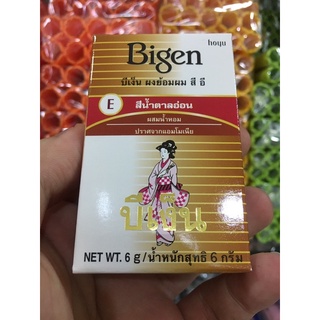 hoyu
Bigen
บีเง็น ผงย้อมผม สี อี
E
สีน้ำตาลอ่อน
ผสมน้ำหอม
ปราศจากแอมโมเนีย
บีเง็น
NET WT. 6 g/น้ำหนักสุทธิ 6 กรัม